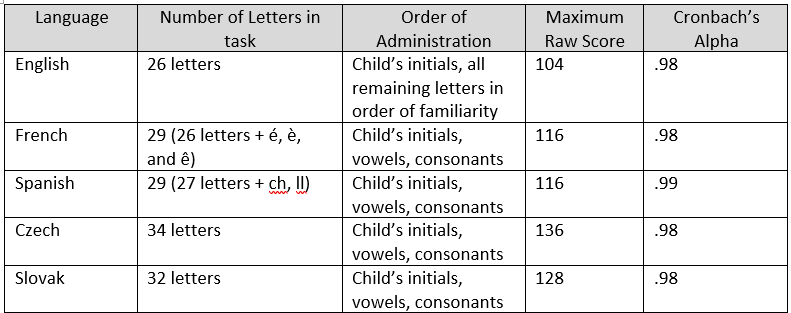 Language Number of Letters in task Order of Administration Maximum Raw Score Cronbach's Alpha
English 26 letters Child's initials, all remaining letters in order of familiarity 104 .98
French 29 (26 letters + é, è, and ê) Child's initials, vowels, consonants 116 .98
Spanish 29 (27 letters + ch, ll) Child's initials, vowels, consonants 116 .99
Czech 34 letters Child's initials, vowels, consonants 136 .98
Slovak 32 letters Child's initials, vowels, consonants 128 .98